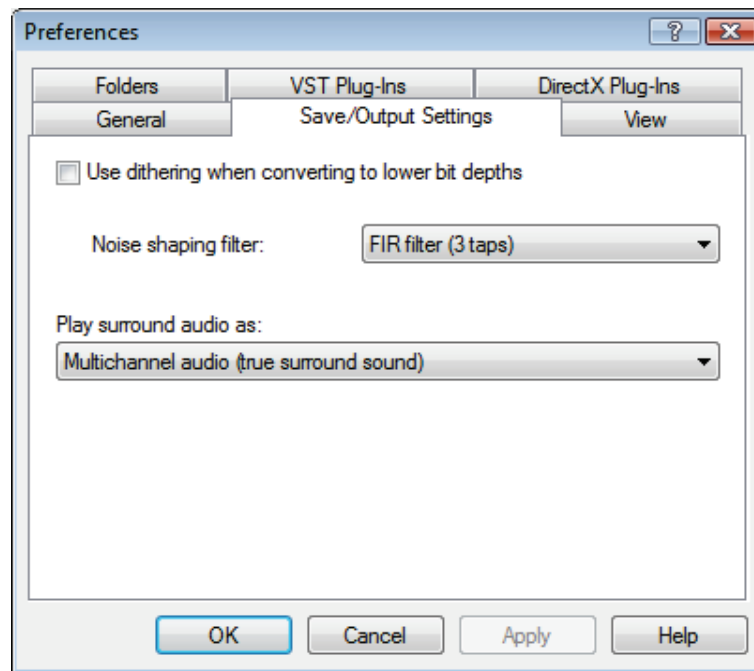 Preferences
Folders VST Plug-Ins DirectX Plug-Ins
General Save/Output Settings View
Use dithering when converting to lower bit depths
Noise shaping filter: FIR filter (3 taps)
Play surround audio as:
Multichannel audio (true surround sound)
OK Cancel Apply Help